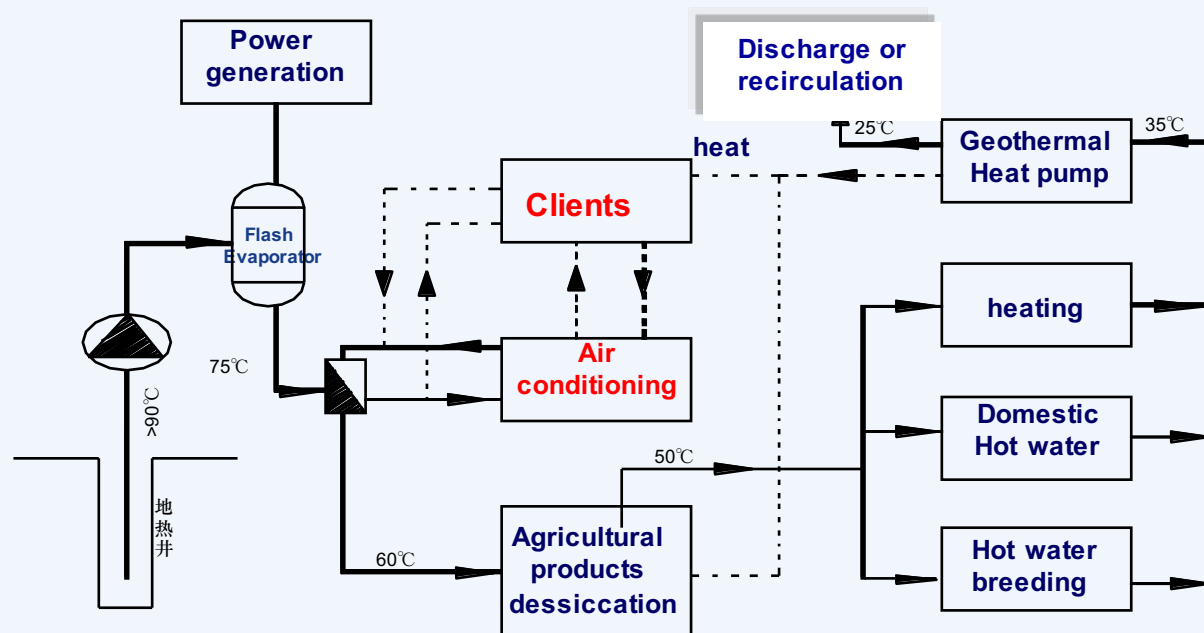 Power
generation
Discharge or
recirculation
25℃
35℃
Geothermal
Heat pump
heat
Clients
Flash
Evaporator
heating
75℃
Air
conditioning
>90℃
Domestic
Hot water
50℃
地热井
60℃
Agricultural
products
dessiccation
Hot water
breeding